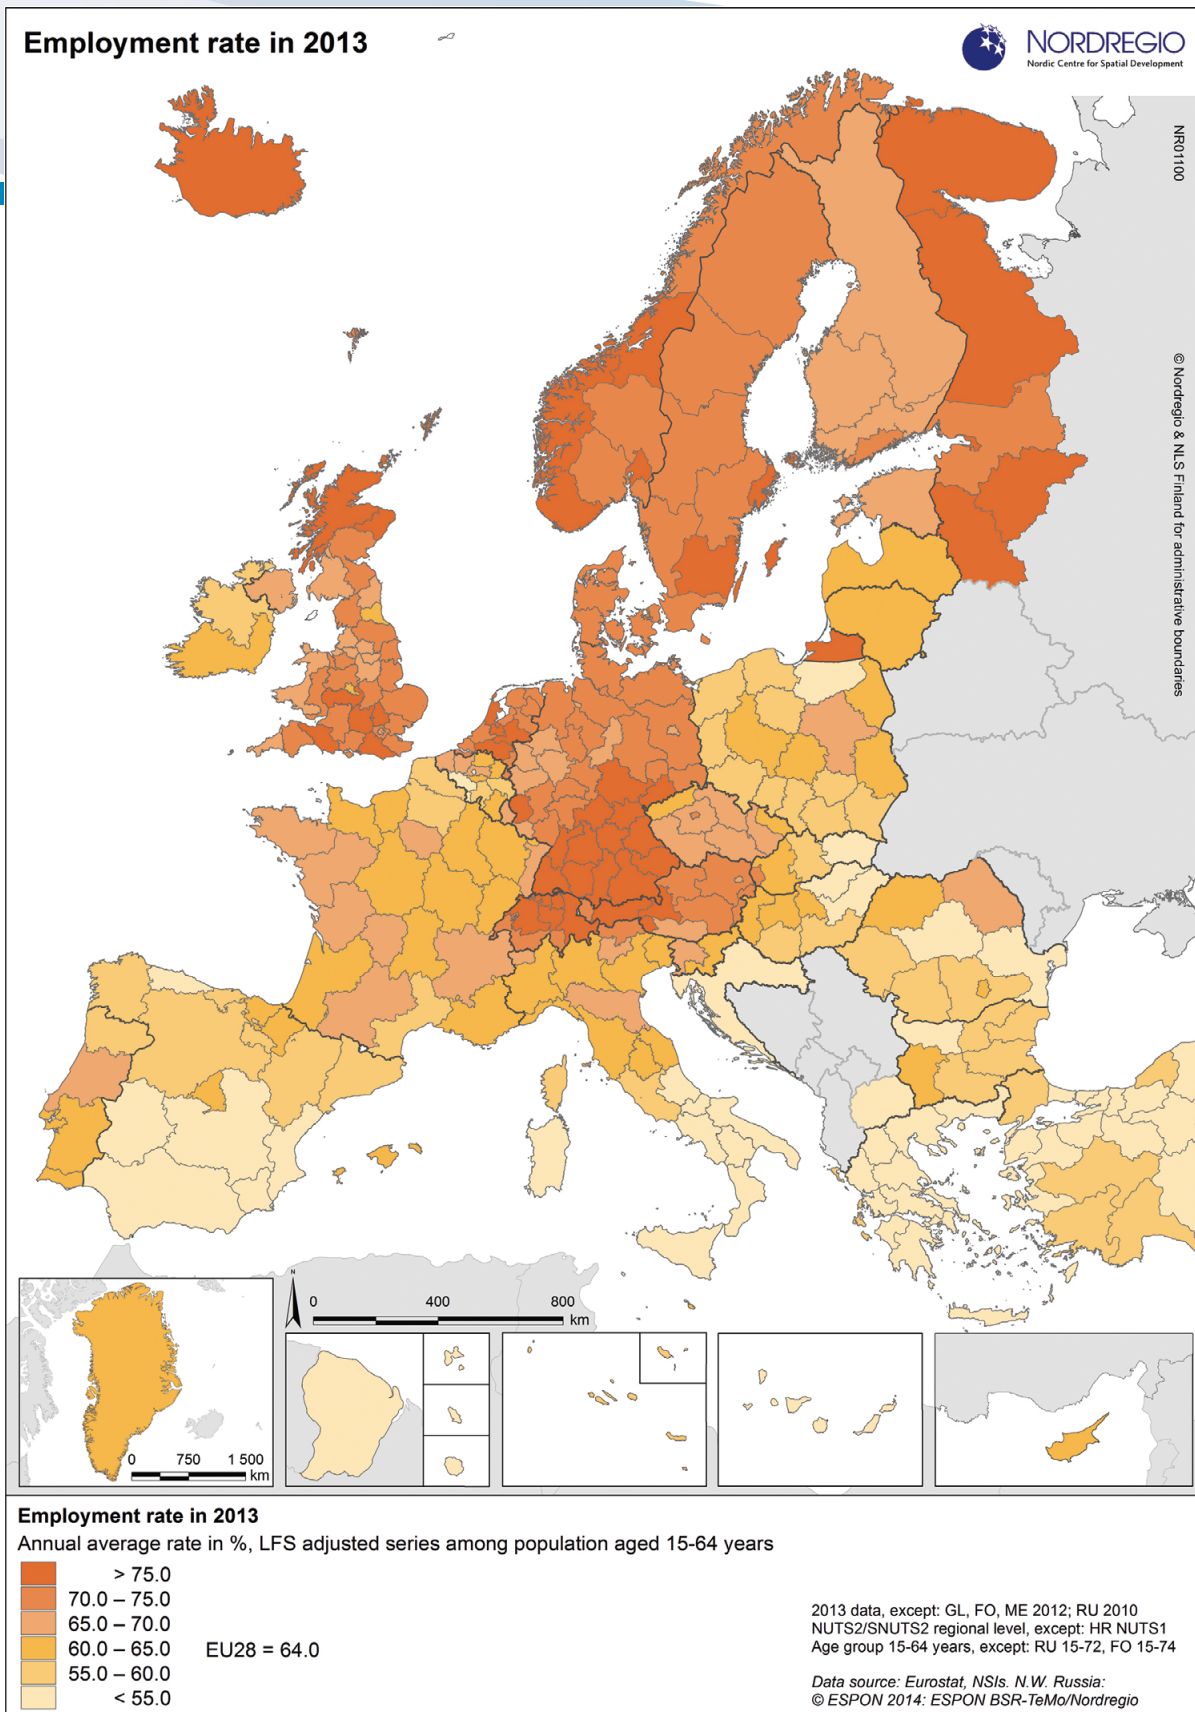 Employment rate in 2013
NORDREGIO
Nordic Centre for Spatial Development
NR01100
© Nordregio & NLS Finland for administrative boundaries
N
0 400 800
km
0 750 1 500
km
Employment rate in 2013
Annual average rate in %, LFS adjusted series among population aged 15-64 years
> 75.0
70.0 – 75.0
65.0 – 70.0
60.0 – 65.0
EU28 = 64.0
55.0 – 60.0
< 55.0
2013 data, except: GL, FO, ME 2012; RU 2010
NUTS2/SNUTS2 regional level, except: HR NUTS1
Age group 15-64 years, except: RU 15-72, FO 15-74
Data source: Eurostat, NSIs. N.W. Russia:
© ESPON 2014: ESPON BSR-TeMo/Nordregio